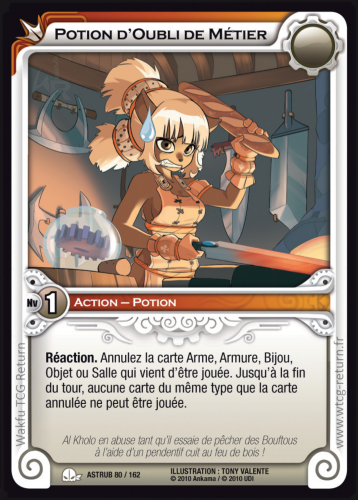 POTION D'OUBLI DE MÉTIER
Nv 1
ACTION – POTION
Réaction. Annulez la carte Arme, Armure, Bijou,
Objet ou Salle qui vient d'être jouée. Jusqu'à la fin
du tour, aucune carte du même type que la carte
annulée ne peut être jouée.
Al Kholo en abuse tant qu'il essaie de pêcher des Bouftous
à l'aide d'un pendentif cuit au feu de bois !
ASTRUB 80 / 162
ILLUSTRATION : TONY VALENTE
© 2010 Ankama / © 2010 UDI
Wakfu TCG Return
www.wtcg-return.fr